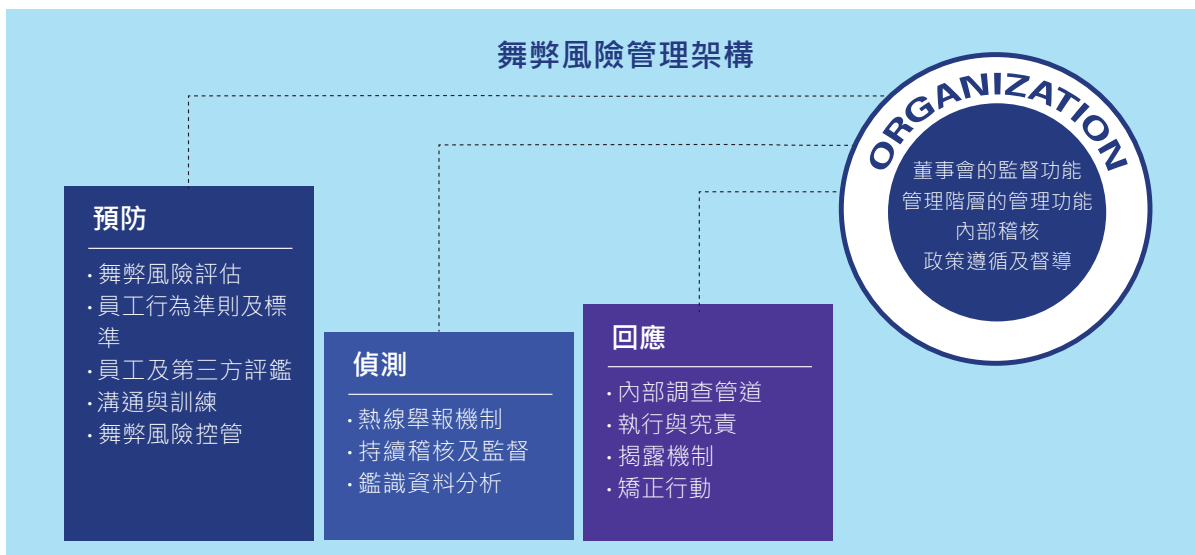 舞弊風險管理架構
ORGANIZATION
董事會的監督功能
管理階層的管理功能
內部稽核
政策遵循及督導
預防
·舞弊風險評估
·員工行為準則及標
準
·員工及第三方評鑑
·溝通與訓練
·舞弊風險控管
偵測
·熱線舉報機制
·持續稽核及監督
·鑑識資料分析
回應
·內部調查管道
·執行與究責
·揭露機制
·矯正行動